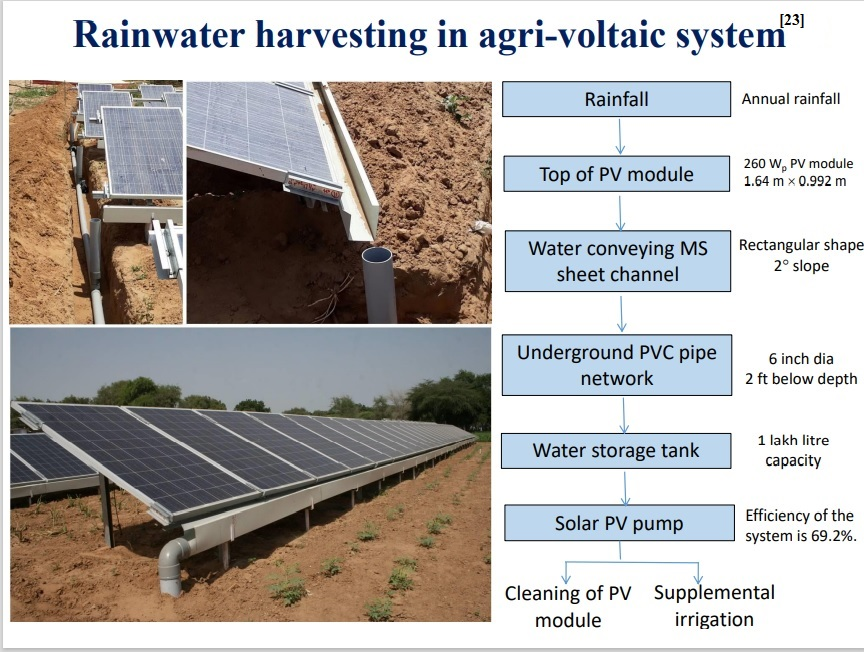 Rainwater harvesting in agri-voltaic system[23]
Rainfall
Annual rainfall
Top of PV module
260 Wp PV module
1.64 m × 0.992 m
Water conveying MS
sheet channel
Rectangular shape
2° slope
Underground PVC pipe
network
6 inch dia
2 ft below depth
Water storage tank
1 lakh litre
capacity
Solar PV pump
Efficiency of the
system is 69.2%.
Cleaning of PV
module
Supplemental
irrigation